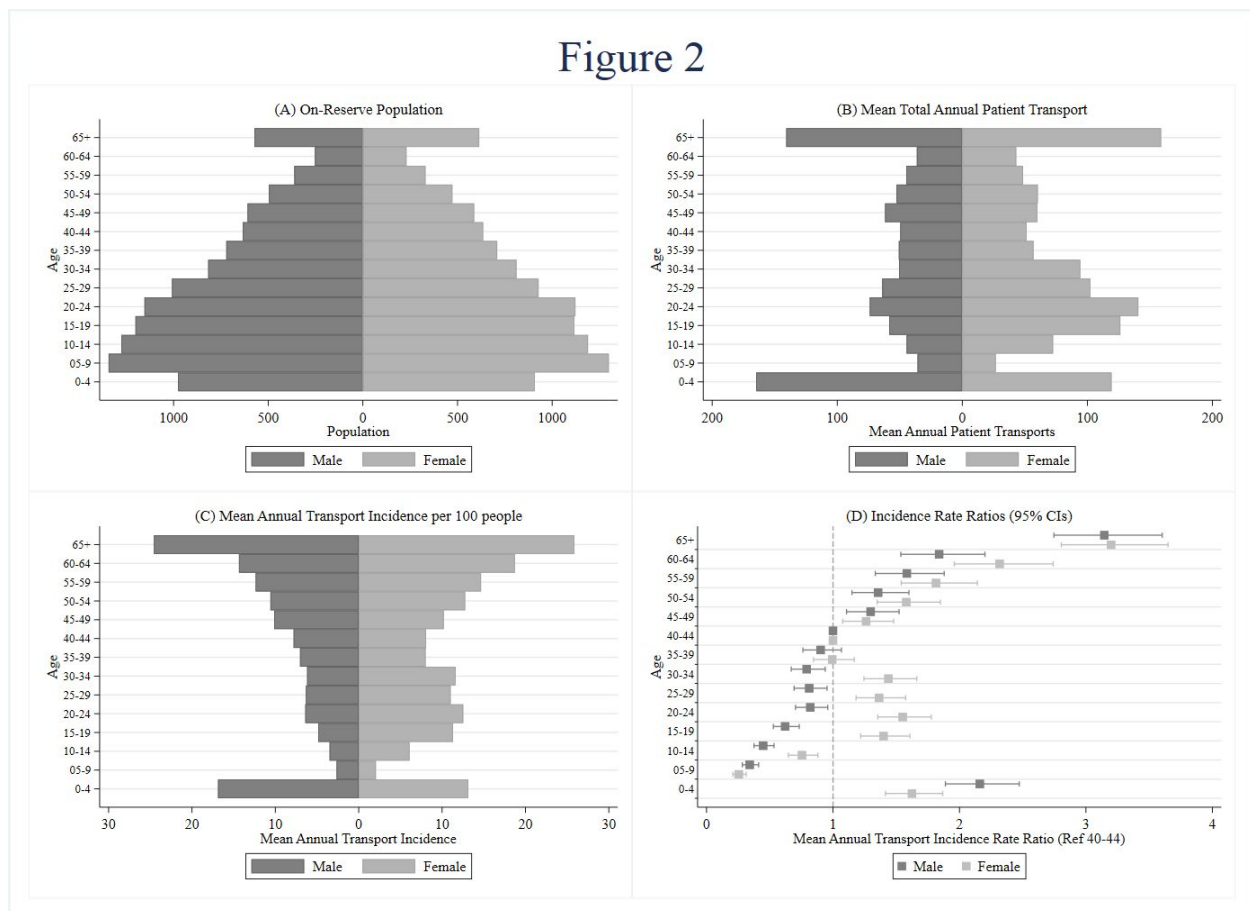 Figure 2
(A) On-Reserve Population
Age
65+
60-64
55-59
50-54
45-49
40-44
35-39
30-34
25-29
20-24
15-19
10-14
05-9
0-4
1000 500 0 500 1000
Population
Male Female
(B) Mean Total Annual Patient Transport
Age
65+
60-64
55-59
50-54
45-49
40-44
35-39
30-34
25-29
20-24
15-19
10-14
05-9
0-4
200 100 0 100 200
Mean Annual Patient Transports
Male Female
(C) Mean Annual Transport Incidence per 100 people
Age
65+
60-64
55-59
50-54
45-49
40-44
35-39
30-34
25-29
20-24
15-19
10-14
05-9
0-4
30 20 10 0 10 20 30
Mean Annual Transport Incidence
Male Female
(D) Incidence Rate Ratios (95% CIs)
Age
65+
60-64
55-59
50-54
45-49
40-44
35-39
30-34
25-29
20-24
15-19
10-14
05-9
0-4
0 1 2 3 4
Mean Annual Transport Incidence Rate Ratio (Ref 40-44)
Male Female